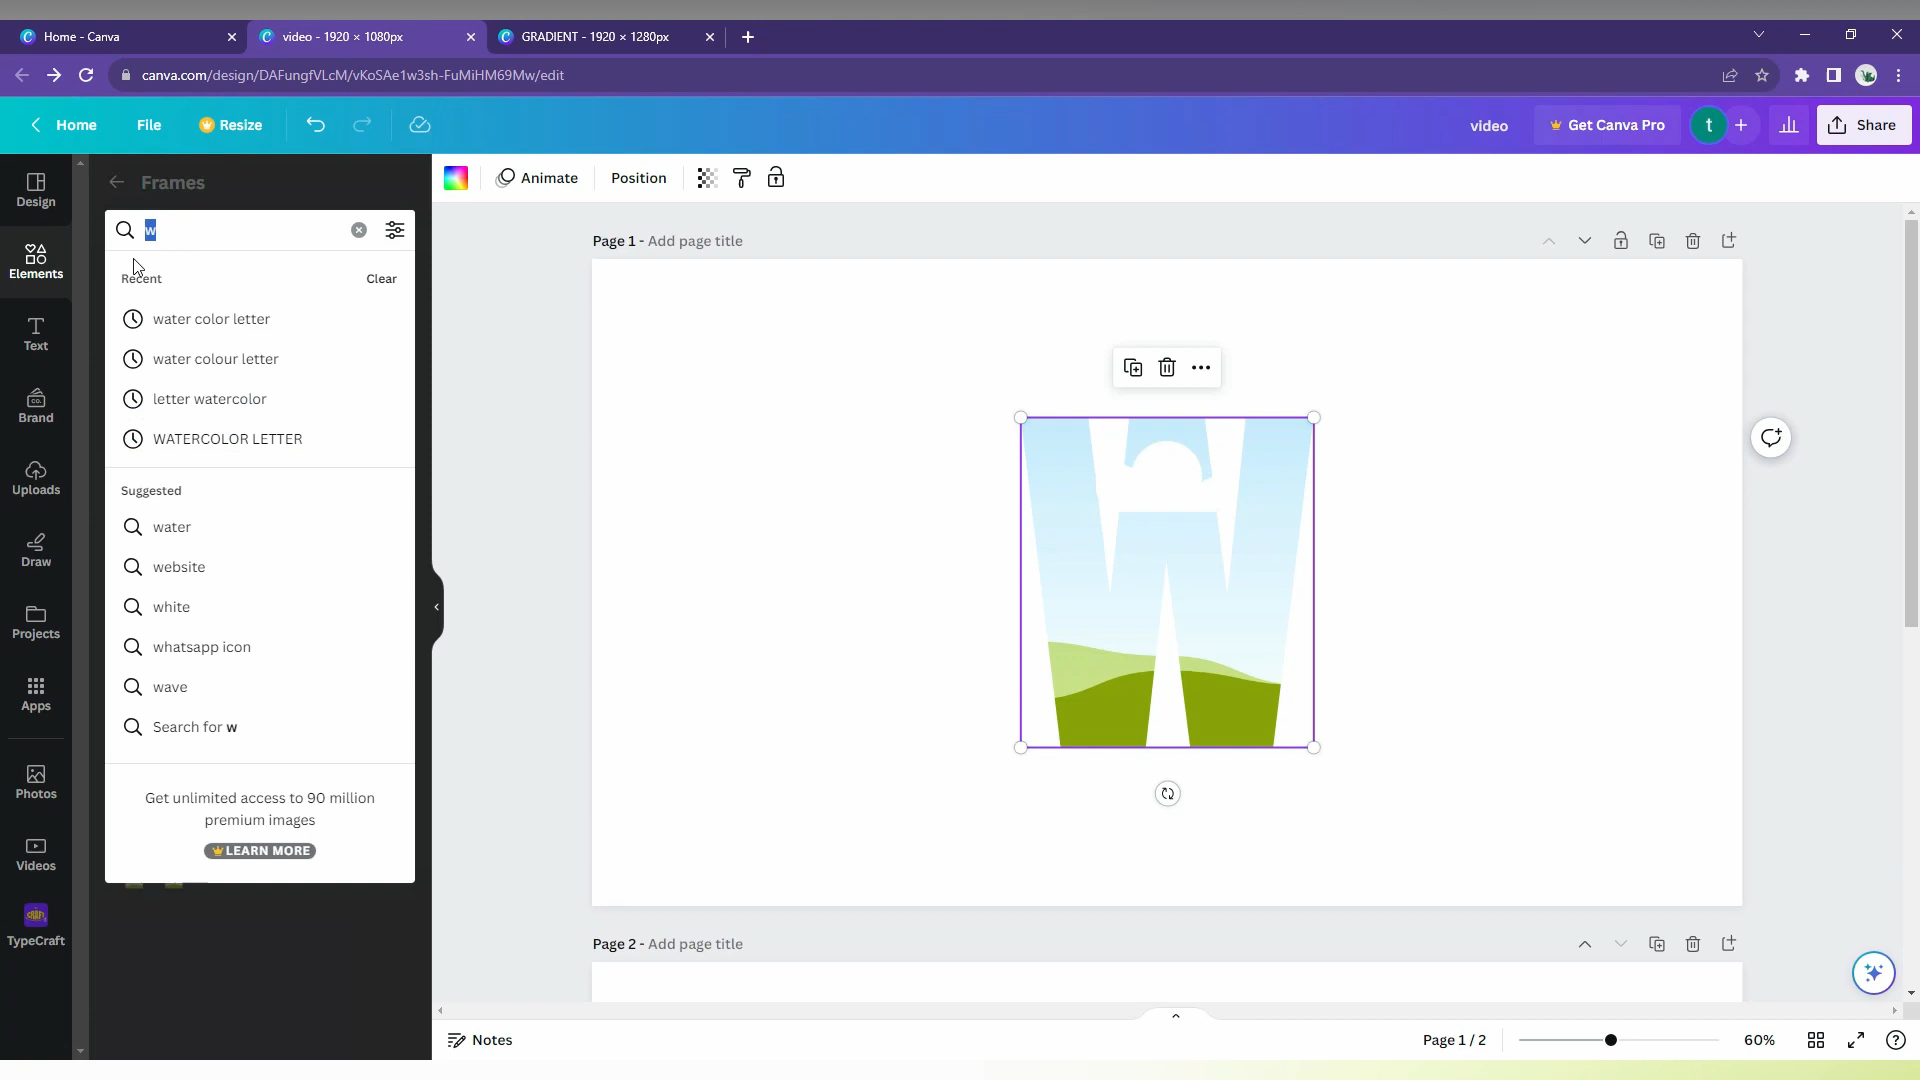 Home - Canva
video - 1920 × 1080px
GRADIENT - 1920 × 1280px
canva.com/design/DAFungfVLcM/vKoSAe1w3sh-FuMiHM69Mw/edit
Home
File
Resize
video
Get Canva Pro
t
Share
Design
Elements
Text
Brand
Uploads
Draw
Projects
Apps
Photos
Videos
TypeCraft
CO.
CRAFT
Frames
w
Recent
Clear
water color letter
water colour letter
letter watercolor
WATERCOLOR LETTER
Suggested
water
website
white
whatsapp icon
wave
Search for w
Get unlimited access to 90 million
premium images
LEARN MORE
Animate
Position
Page 1 - Add page title
W
Page 2 - Add page title
Notes
Page 1 / 2
60%